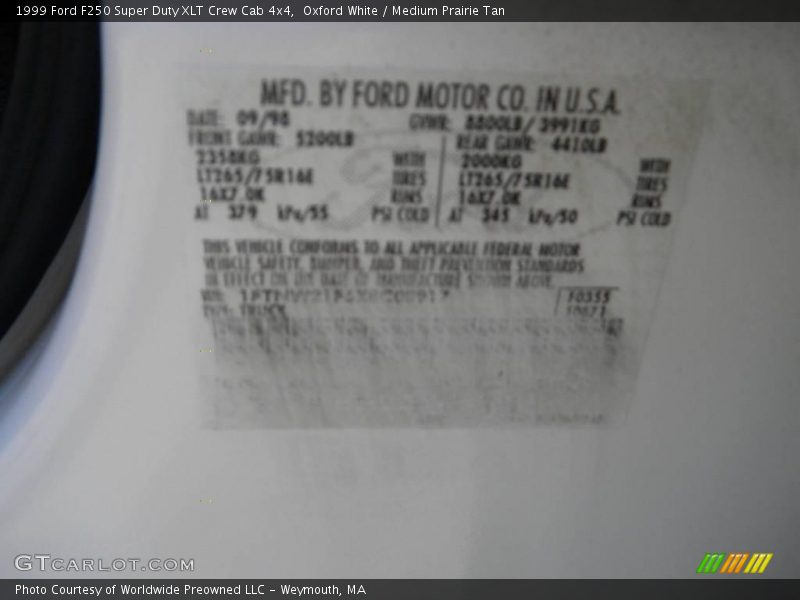 1999 Ford F250 Super Duty XLT Crew Cab 4x4,  Oxford White / Medium Prairie Tan
MFD. BY FORD MOTOR CO. IN U.S.A.
DATE: 09/98 GVWR: 8800LB/ 3991KG
FRONT GAWR: 5200LB REAR GAWR: 4410LB
2358KG WITH 2000KG WITH
LT265/75R16E TIRES LT265/75R16E TIRES
16X7.0K RIMS 16X7.0K RIMS
AT 379 kPa/55 PSI COLD AT 345 kPa/50 PSI COLD
THIS VEHICLE CONFORMS TO ALL APPLICABLE FEDERAL MOTOR
VEHICLE SAFETY, BUMPER, AND THEFT PREVENTION STANDARDS
IN EFFECT ON THE DATE OF MANUFACTURE SHOWN ABOVE.
VIN: F0355
TYPE: TRUCK
GTCARLOT.COM
Photo Courtesy of Worldwide Preowned LLC – Weymouth, MA